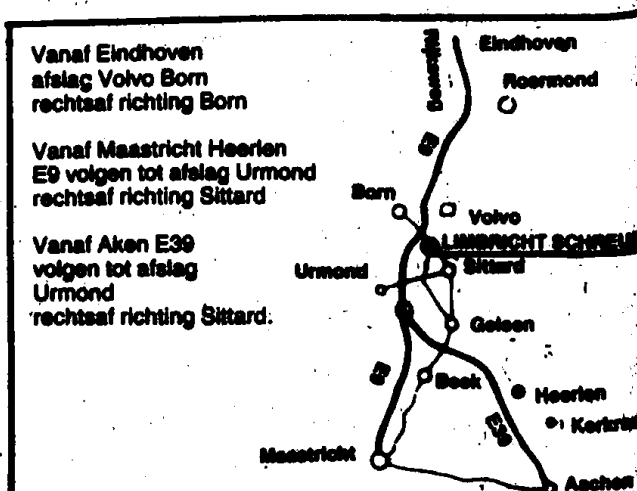 Vanaf Eindhoven
afslag Volvo Born
rechtsaf richting Born
Vanaf Maastricht Heerlen
E9 volgen tot afslag Urmond
rechtsaf richting Sittard
Vanaf Aken E39
volgen tot afslag
Urmond
rechtsaf richting Sittard.
Eindhoven
Roermond
E9
Born
Volvo
LIMBRICHT
Sittard
Urmond
Geleen
E9
Beek
Heerlen
E39
Maastricht
Aachen